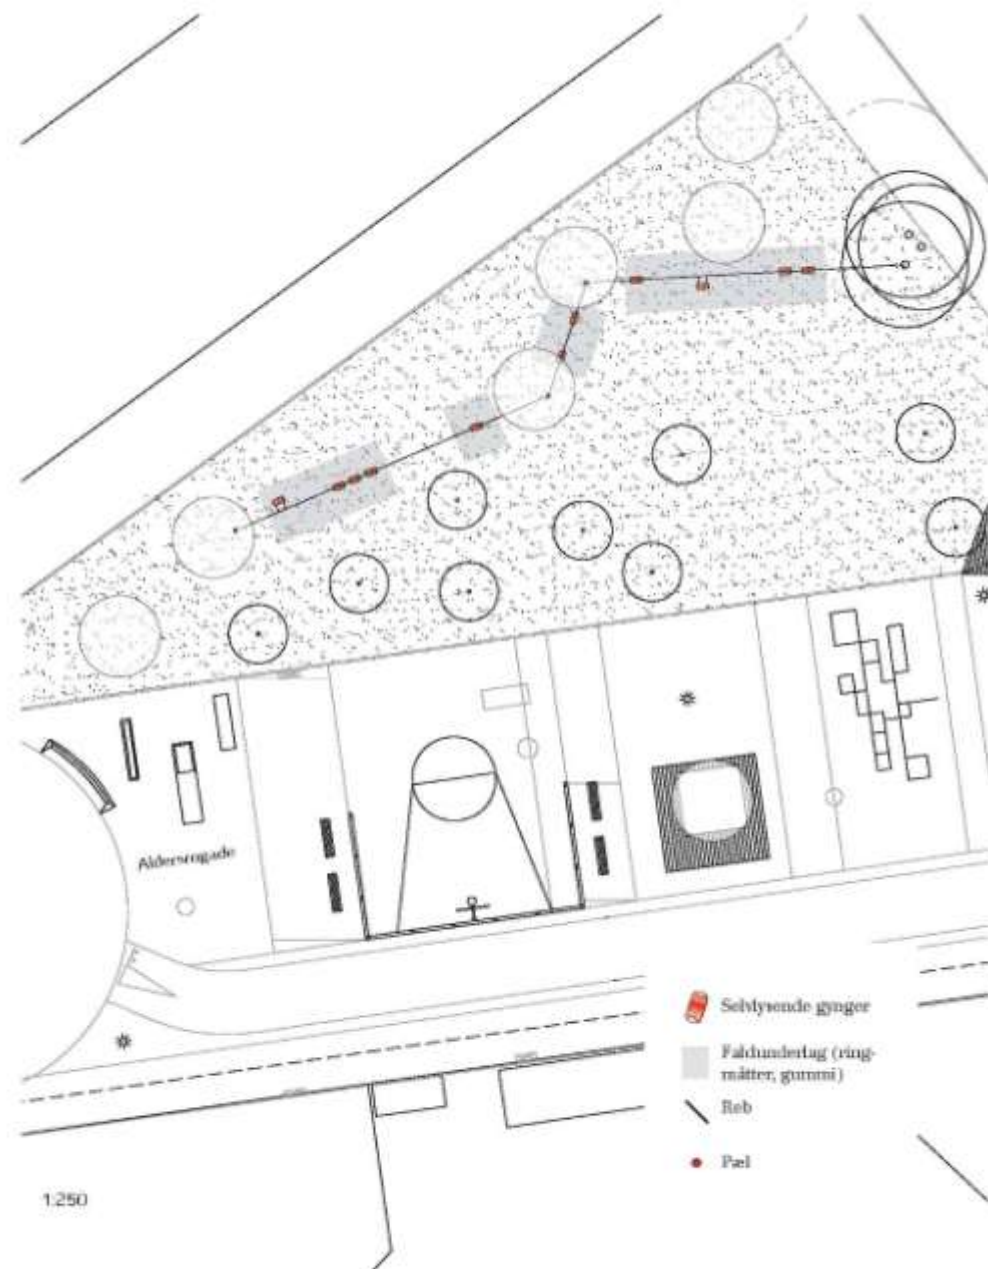 Aldersrogade
Selvlysende gynger
Faldunderlag (ring-
måtter, gummi)
Reb
Pæl
1:250